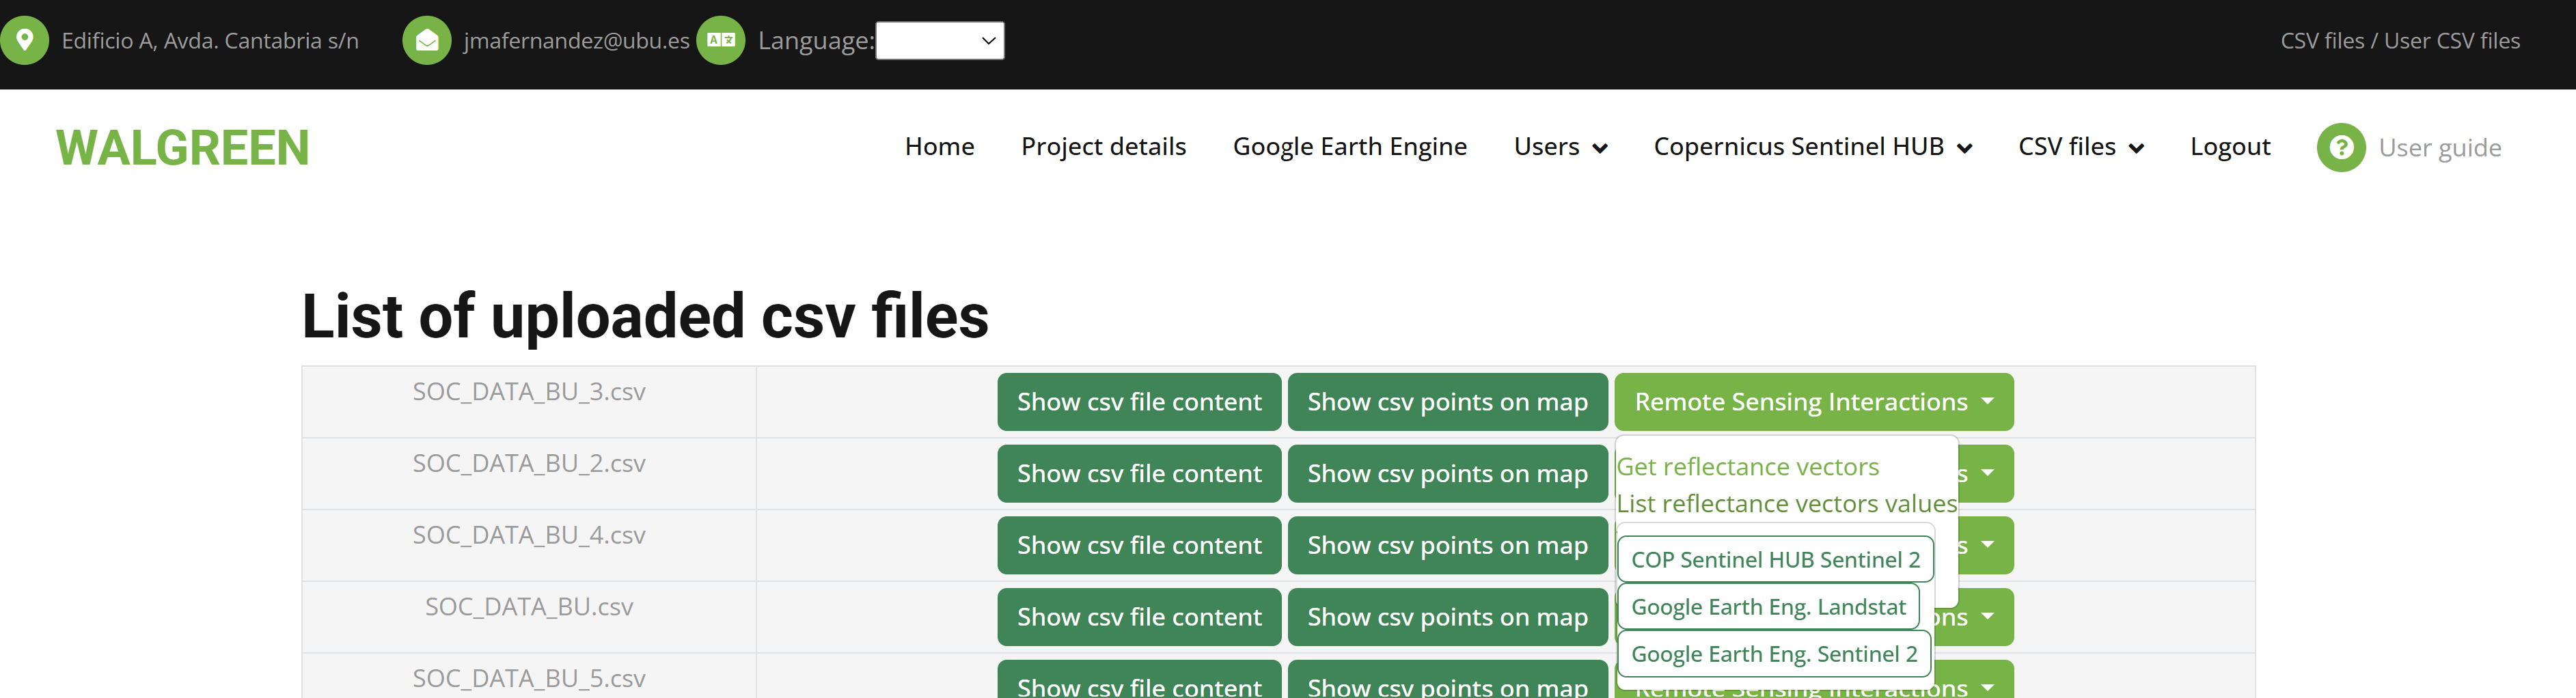 Edificio A, Avda. Cantabria s/n jmafernandez@ubu.es Language: CSV files / User CSV files
WALGREEN Home Project details Google Earth Engine Users Copernicus Sentinel HUB CSV files Logout User guide
List of uploaded csv files
SOC_DATA_BU_3.csv Show csv file content Show csv points on map Remote Sensing Interactions
SOC_DATA_BU_2.csv Show csv file content Show csv points on map
Get reflectance vectors
List reflectance vectors values
SOC_DATA_BU_4.csv Show csv file content Show csv points on map
COP Sentinel HUB Sentinel 2
SOC_DATA_BU.csv Show csv file content Show csv points on map
Google Earth Eng. Landstat
Google Earth Eng. Sentinel 2
SOC_DATA_BU_5.csv Show csv file content Show csv points on map Remote Sensing Interactions